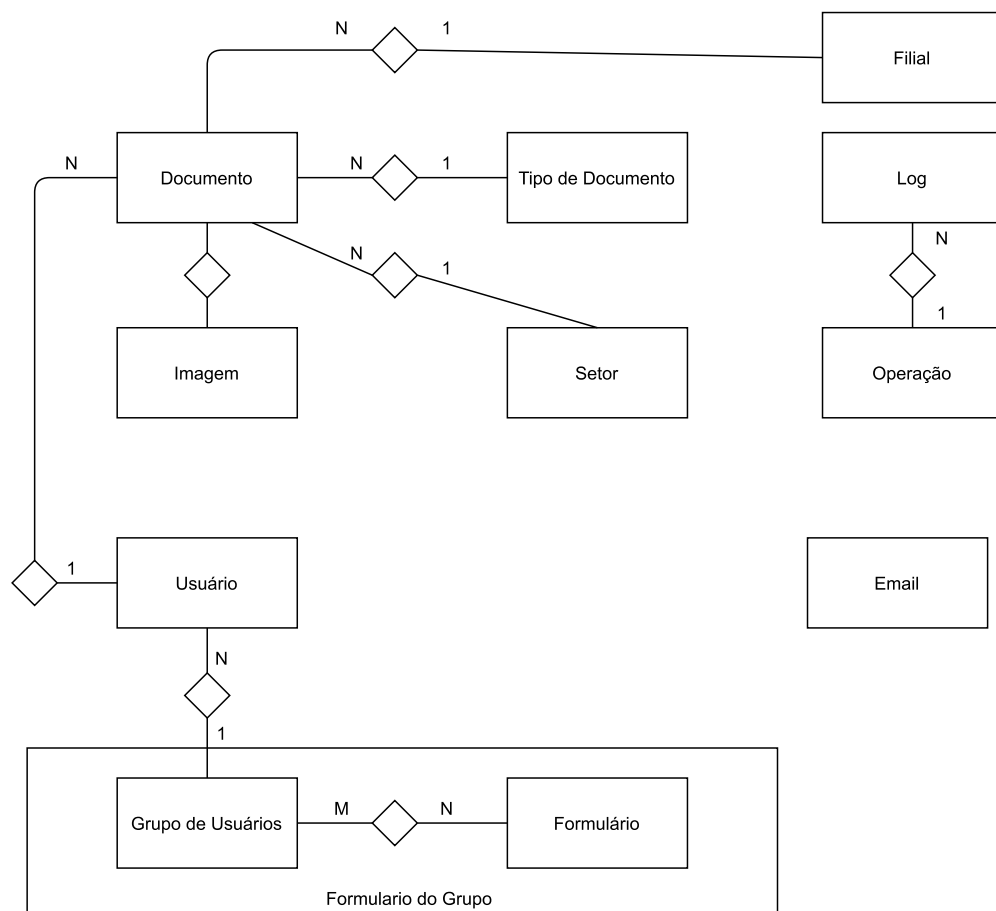 N
1
Filial
N
Documento
N
1
Tipo de Documento
Log
N
1
N
Imagem
Setor
1
Operação
1
Usuário
Email
N
1
Grupo de Usuários
M
N
Formulário
Formulario do Grupo